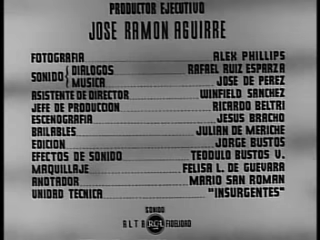 PRODUCTOR EJECUTIVO
JOSE RAMON AGUIRRE
FOTOGRAFIA ALEX PHILLIPS
SONIDO { DIALOGOS RAFAEL RUIZ ESPARZA
MUSICA JOSE DE PEREZ
ASISTENTE DE DIRECTOR WINFIELD SANCHEZ
JEFE DE PRODUCCION RICARDO BELTRI
ESCENOGRAFIA JESUS BRACHO
BAILABLES JULIAN DE MERICHE
EDICION JORGE BUSTOS
EFECTOS DE SONIDO TEODULO BUSTOS V.
MAQUILLAJE FELISA L. DE GUEVARA
ANOTADOR MARIO SAN ROMAN
UNIDAD TECNICA "INSURGENTES"
SONIDO
ALTA RCA FIDELIDAD